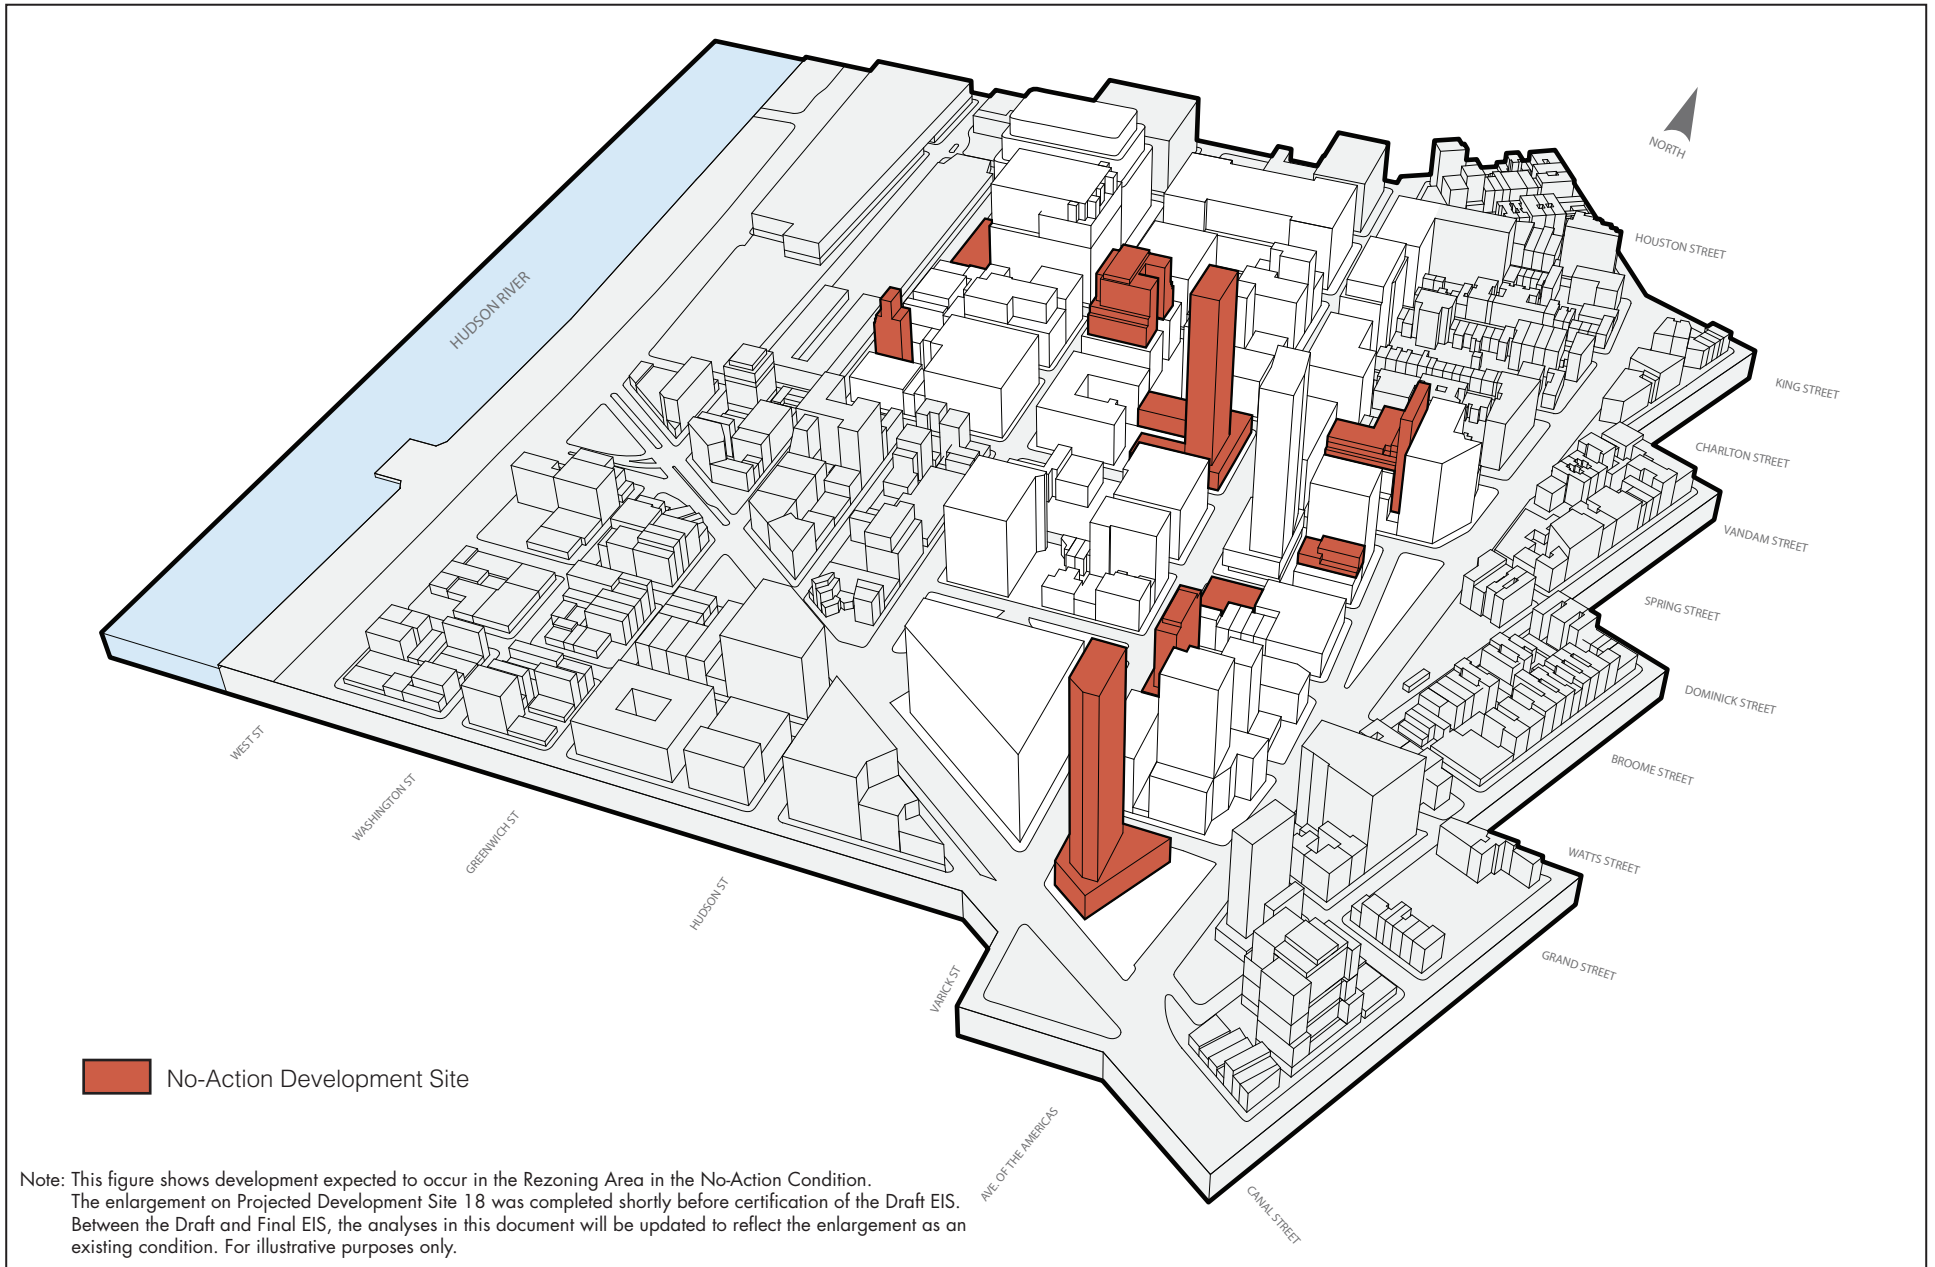 NORTH
HOUSTON STREET
HUDSON RIVER
KING STREET
CHARLTON STREET
VANDAM STREET
SPRING STREET
DOMINICK STREET
WEST ST
BROOME STREET
WASHINGTON ST
GREENWICH ST
WATTS STREET
HUDSON ST
GRAND STREET
VARICK ST
No-Action Development Site
AVE. OF THE AMERICAS
CANAL STREET
Note: This figure shows development expected to occur in the Rezoning Area in the No-Action Condition.
The enlargement on Projected Development Site 18 was completed shortly before certification of the Draft EIS.
Between the Draft and Final EIS, the analyses in this document will be updated to reflect the enlargement as an
existing condition. For illustrative purposes only.